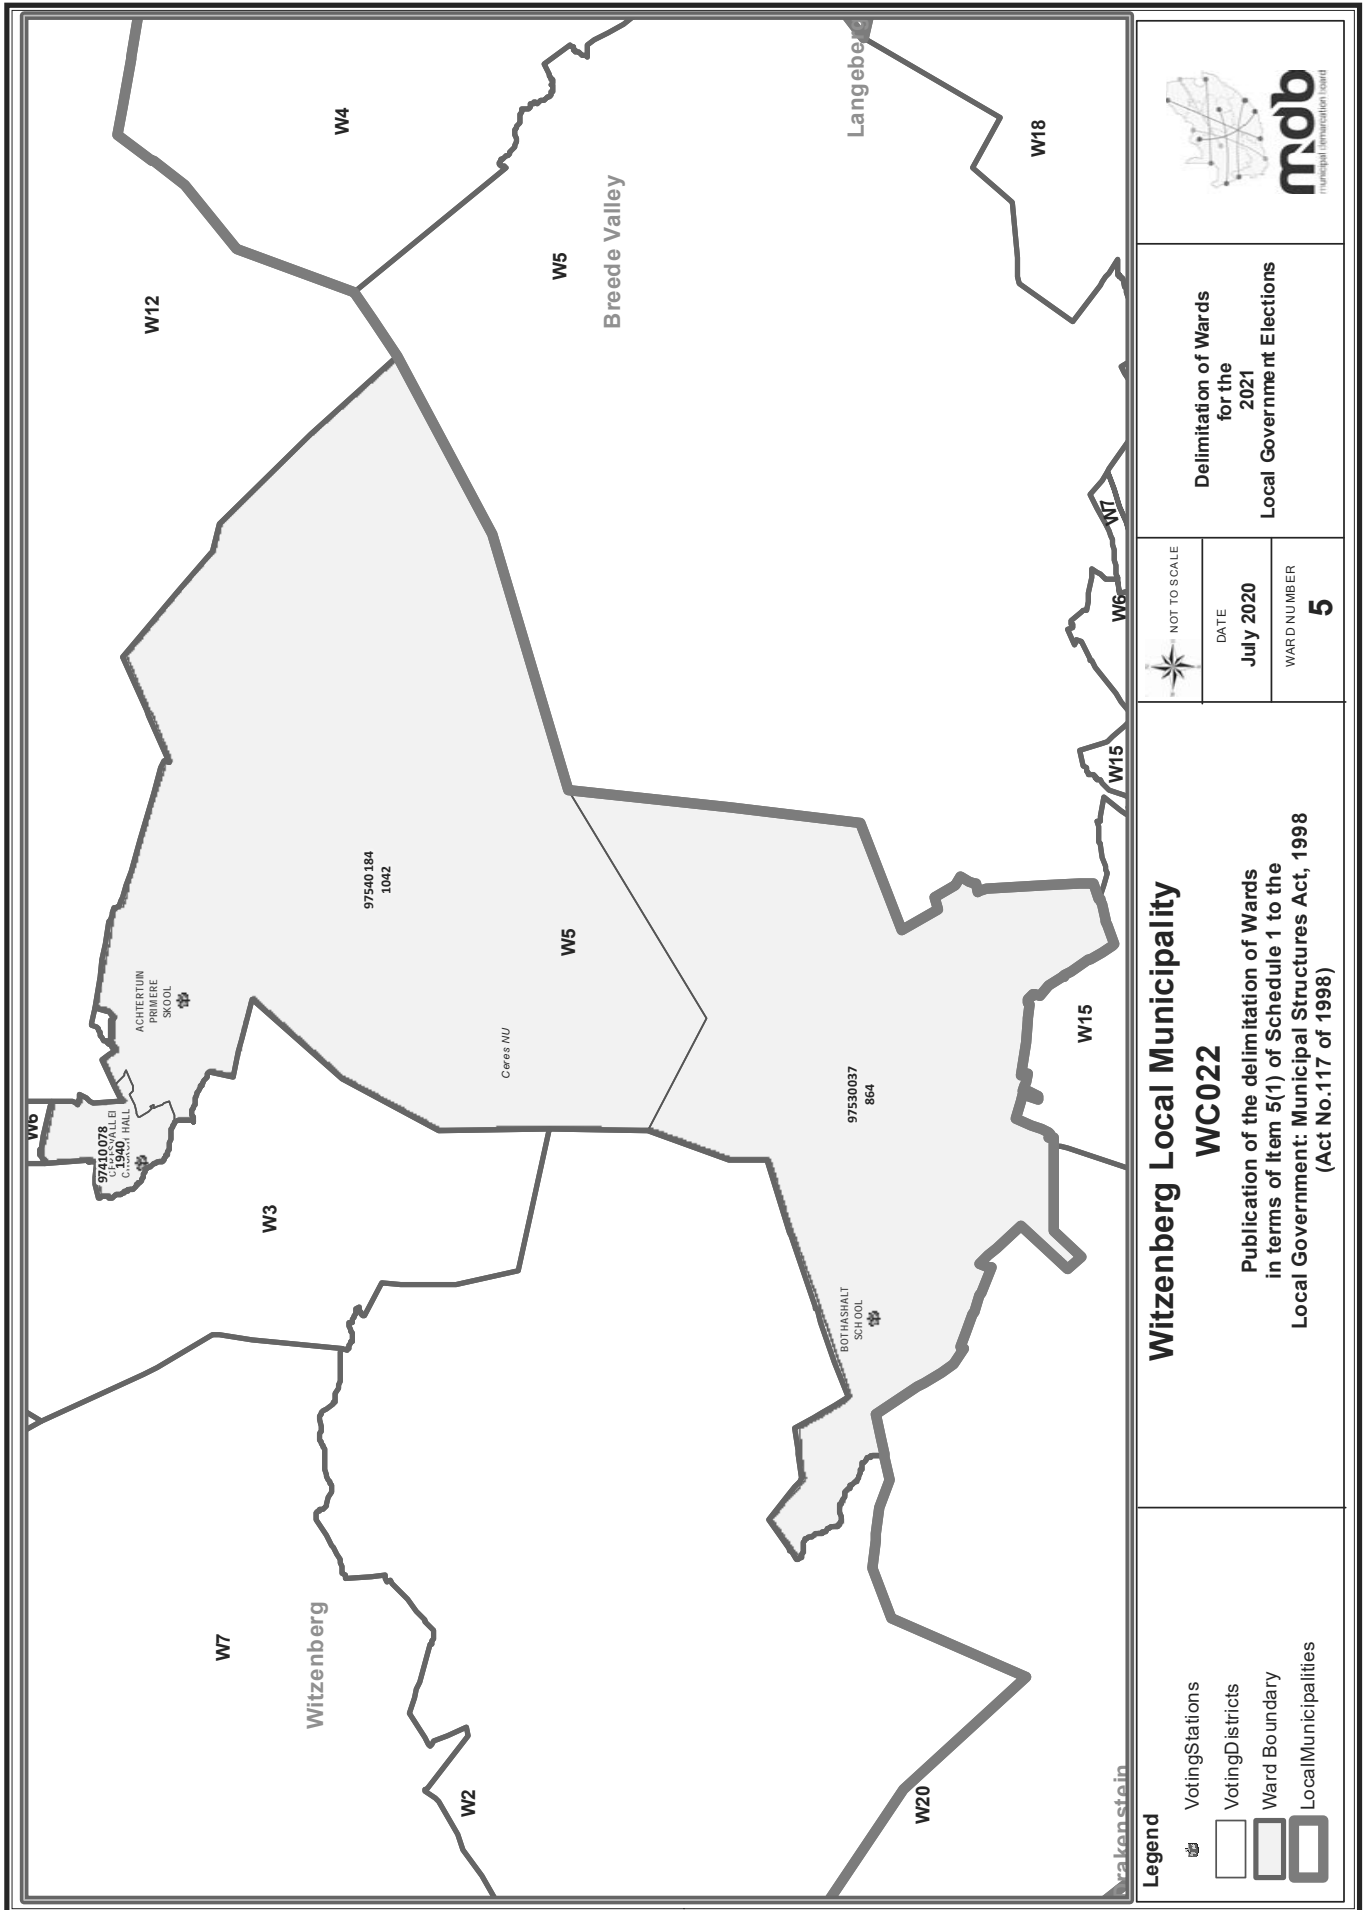 W4
W12
W5
Breede Valley
W18
W7
W6
W15
97540184
1042
W5
ACHTERTUIN
PRIMERE
SKOOL
Ceres NU
W6
97410078
1940
HALL
97530037
864
W15
W3
BOTHASHALT
SCHOOL
W7
Witzenberg
W2
W20
mdb
municipal demarcation board
Delimitation of Wards
for the
2021
Local Government Elections
NOT TO SCALE
DATE
July 2020
WARD NUMBER
5
Witzenberg Local Municipality
WC022
Publication of the delimitation of Wards
in terms of Item 5(1) of Schedule 1 to the
Local Government: Municipal Structures Act, 1998
(Act No.117 of 1998)
Legend
VotingStations
VotingDistricts
Ward Boundary
LocalMunicipalities